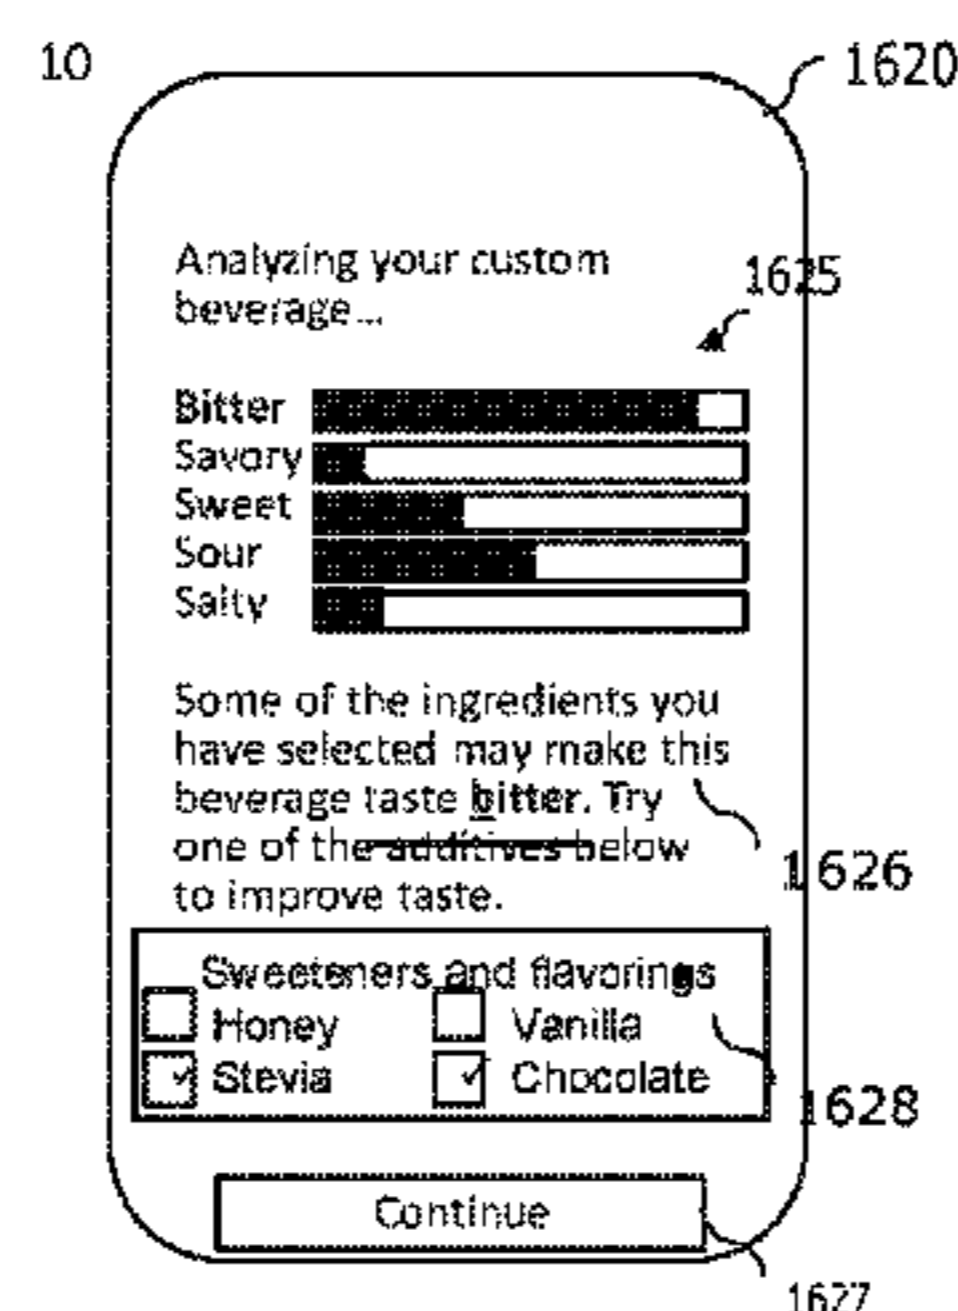 10
1620
Analyzing your custom
beverage...
1625
Bitter
Savory
Sweet
Sour
Salty
Some of the ingredients you
have selected may make this
beverage taste bitter. Try
one of the additives below
to improve taste.
1626
Sweeteners and flavorings
Honey Vanilla
Stevia Chocolate
1628
Continue
1627